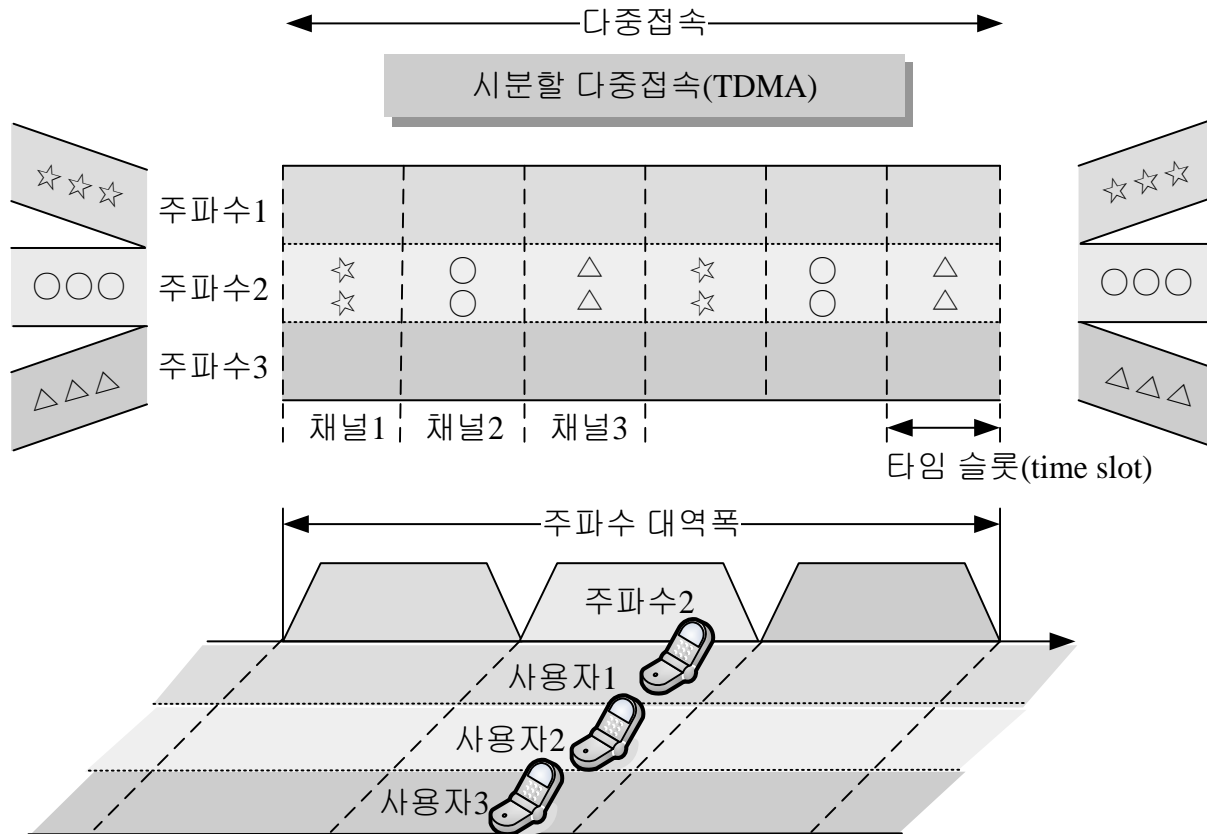 다중접속
시분할 다중접속(TDMA)
주파수1
주파수2
주파수3
채널1 채널2 채널3
타임 슬롯(time slot)
주파수 대역폭
주파수2
사용자1
사용자2
사용자3